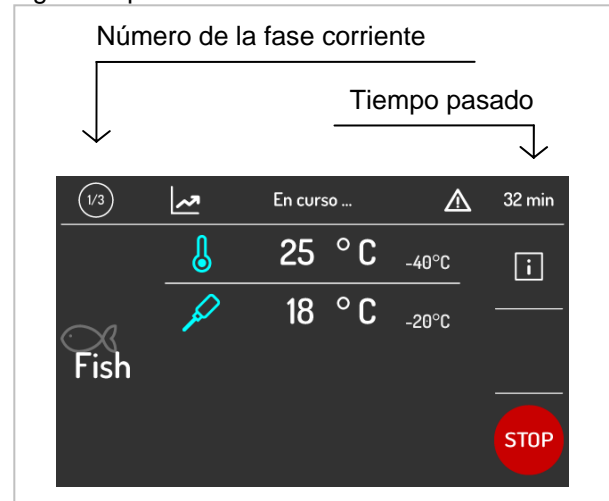 Número de la fase corriente
Tiempo pasado
1/3
En curso ...
32 min
25 °C
-40°C
i
18 °C
-20°C
Fish
STOP